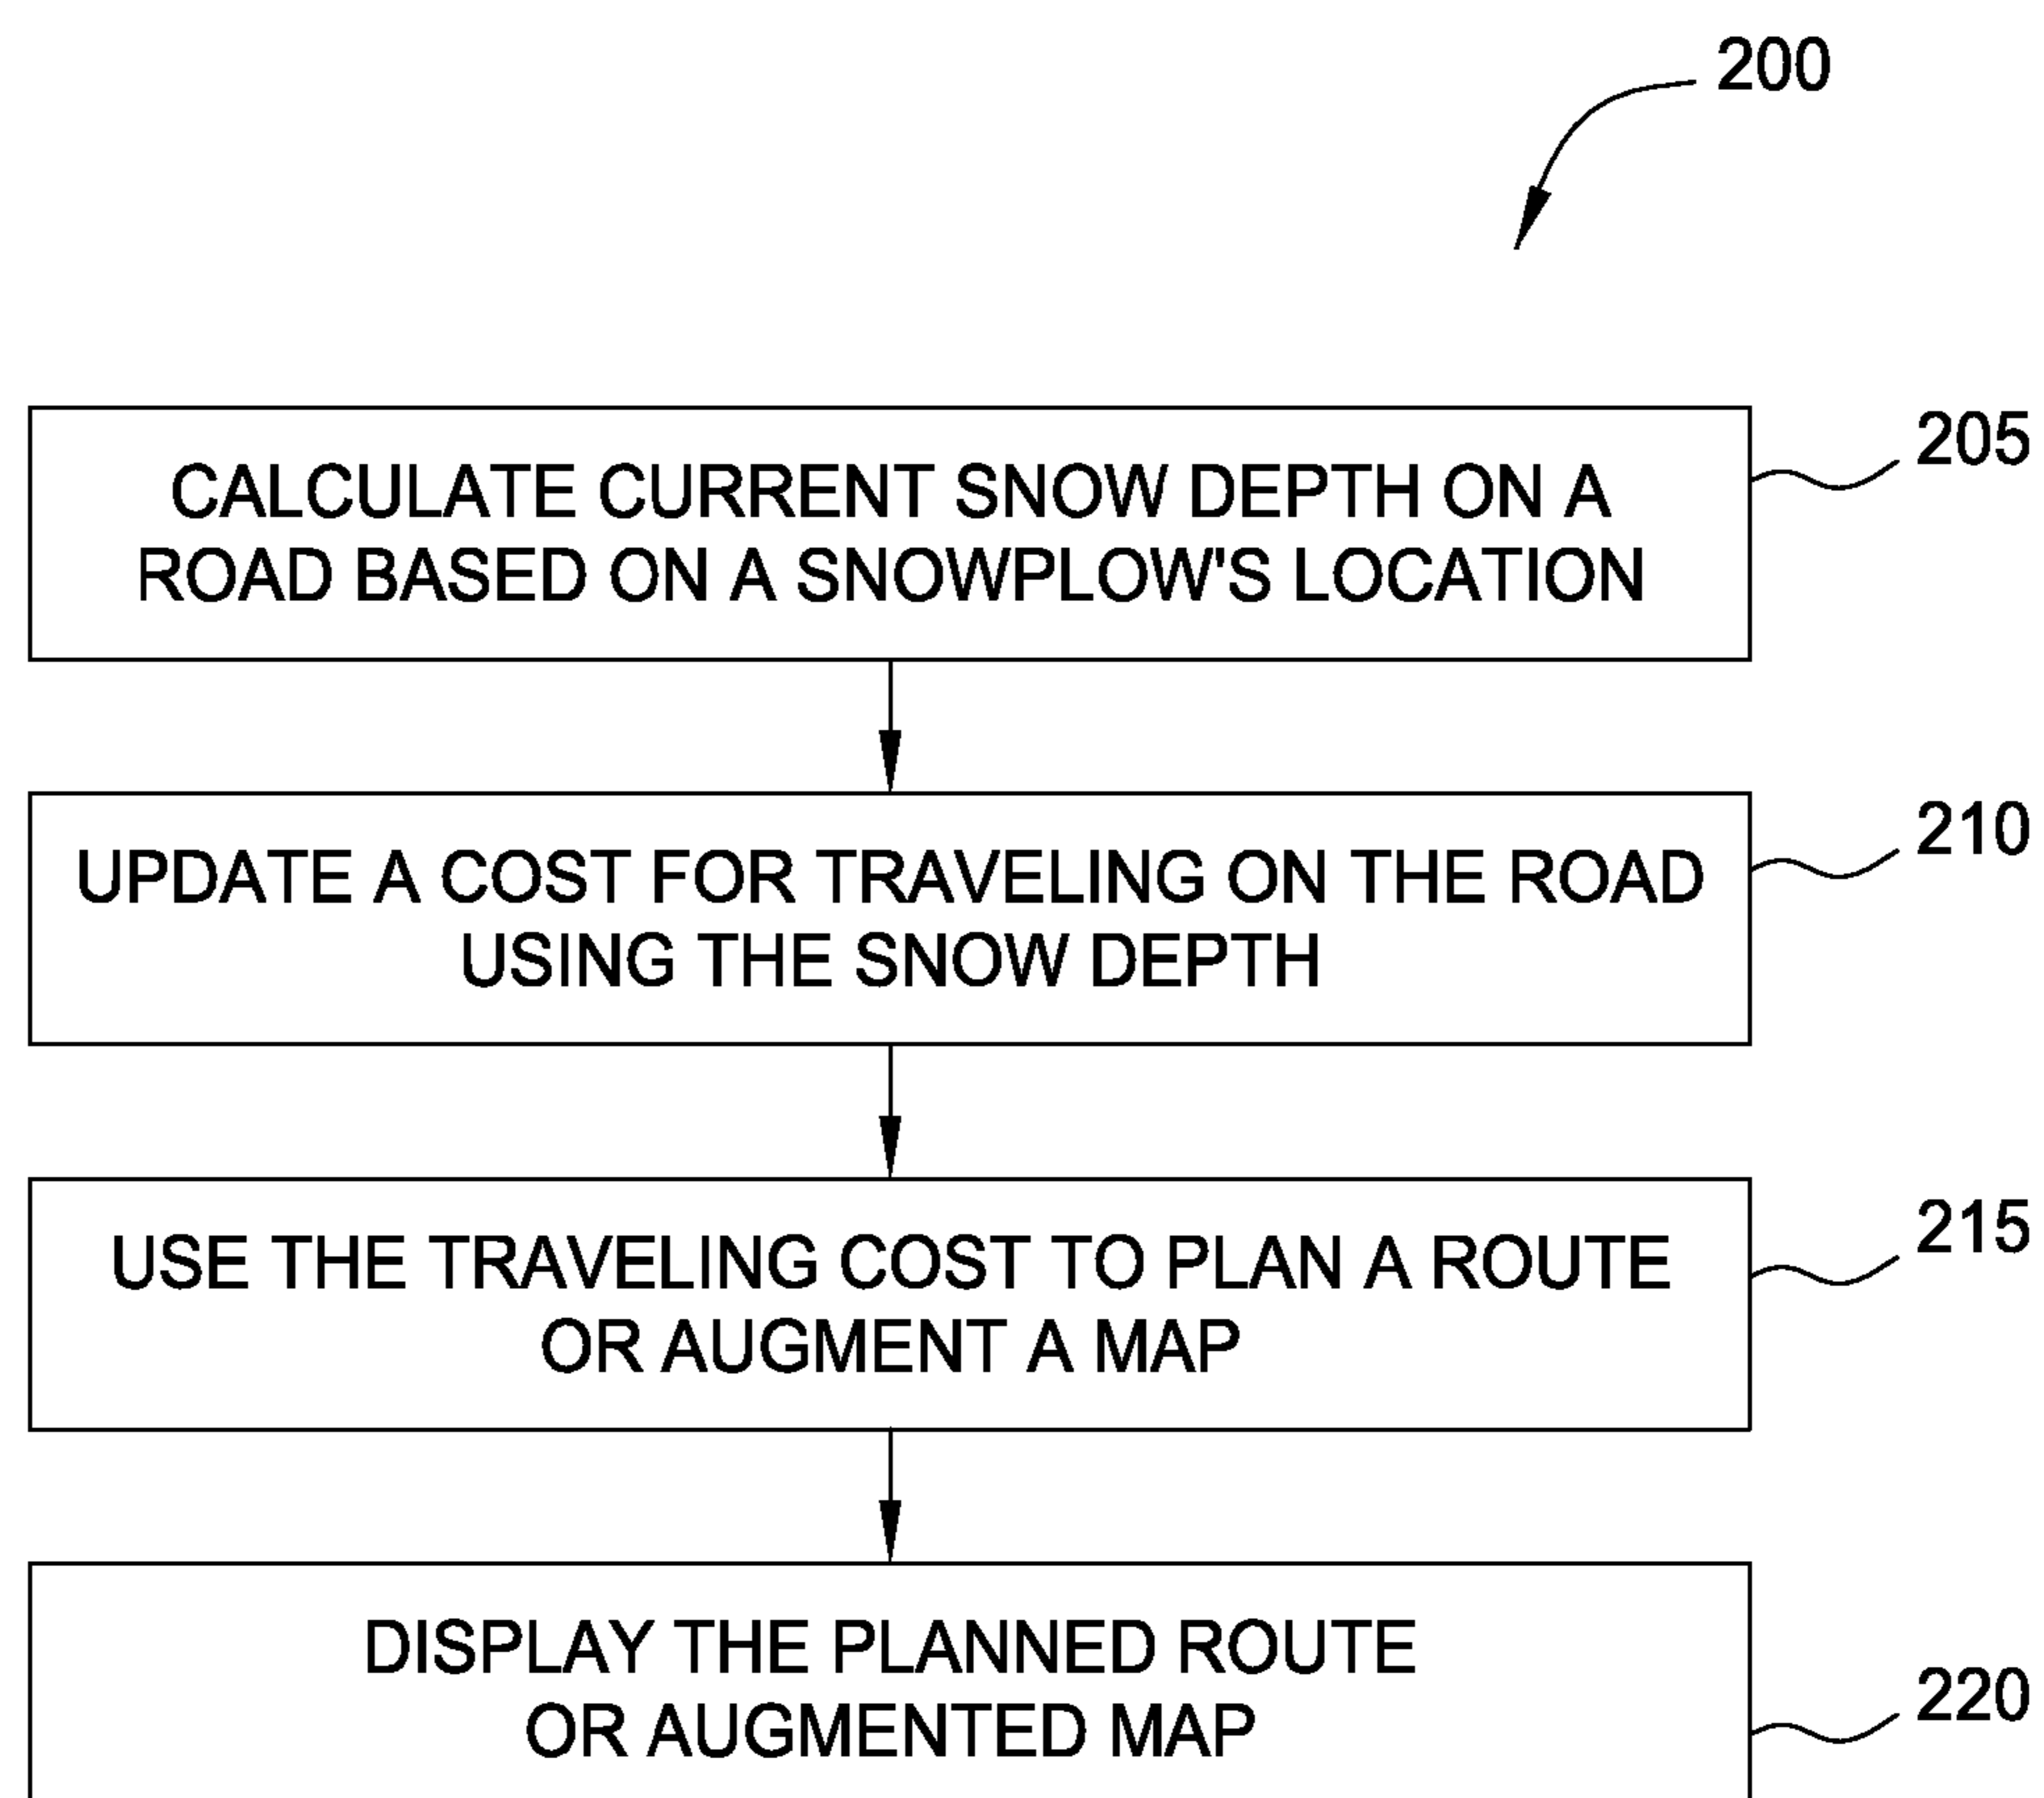 200
CALCULATE CURRENT SNOW DEPTH ON A
ROAD BASED ON A SNOWPLOW'S LOCATION
205
UPDATE A COST FOR TRAVELING ON THE ROAD
USING THE SNOW DEPTH
210
USE THE TRAVELING COST TO PLAN A ROUTE
OR AUGMENT A MAP
215
DISPLAY THE PLANNED ROUTE
OR AUGMENTED MAP
220